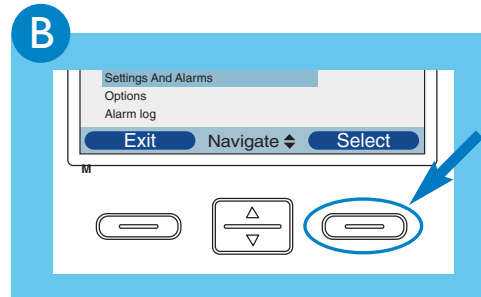 B
Settings And Alarms
Options
Alarm log
Exit Navigate Select
M